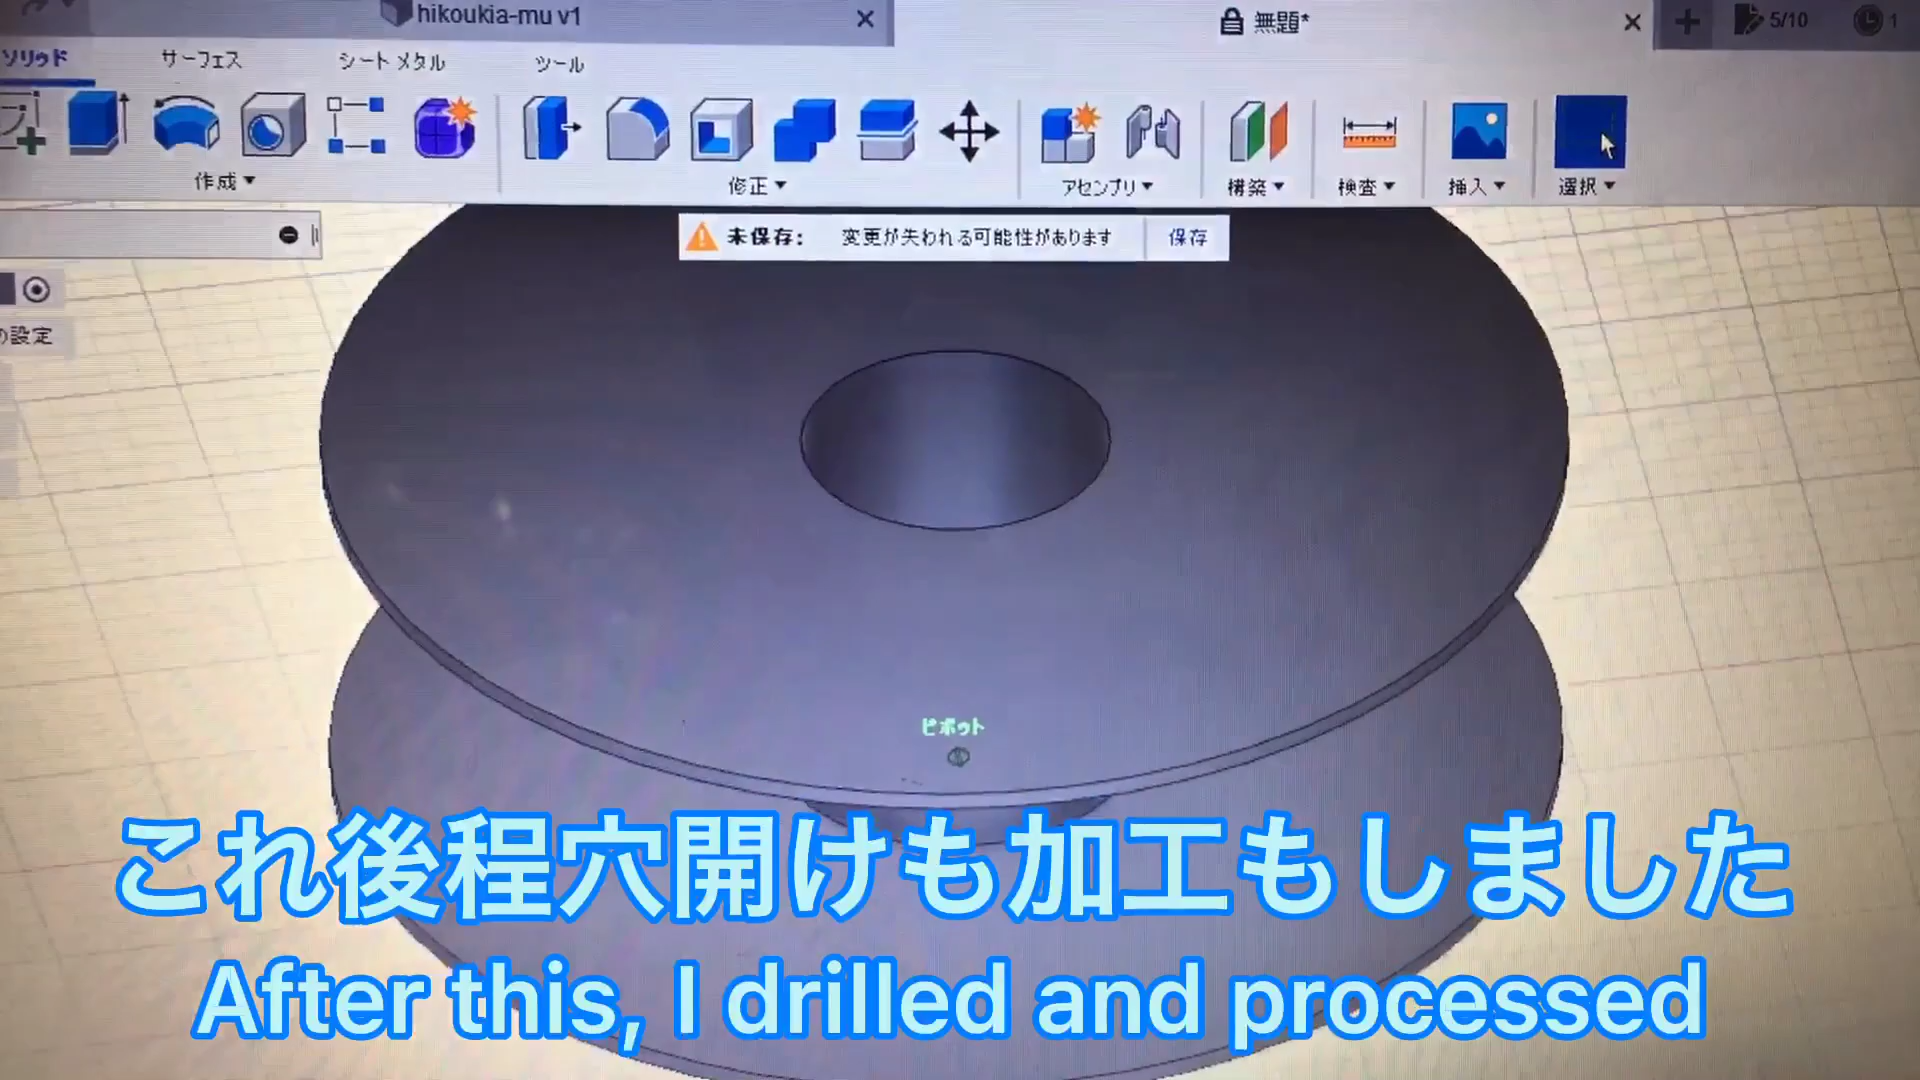 hikoukia-mu v1
無題*
5/10
1
ソリッド
サーフェス
シート メタル
ツール
作成
修正
アセンブリ
構築
検査
挿入
選択
未保存: 変更が失われる可能性があります
保存
の設定
ピボット
これ後程穴開けも加工もしました
After this, I drilled and processed